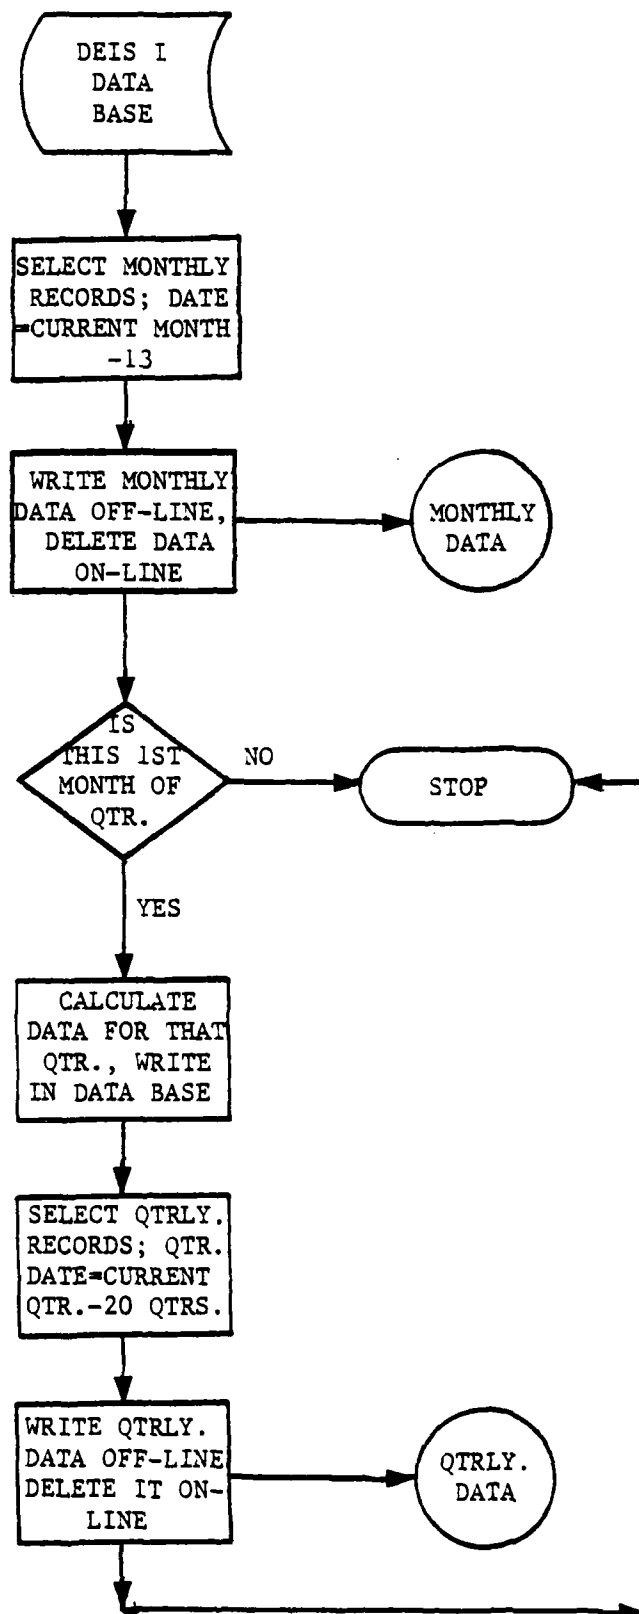 DEIS I
DATA
BASE
SELECT MONTHLY
RECORDS; DATE
=CURRENT MONTH
-13
WRITE MONTHLY
DATA OFF-LINE,
DELETE DATA
ON-LINE
MONTHLY
DATA
IS
THIS 1ST
MONTH OF
QTR.
NO
STOP
YES
CALCULATE
DATA FOR THAT
QTR., WRITE
IN DATA BASE
SELECT QTRLY.
RECORDS; QTR.
DATE=CURRENT
QTR.-20 QTRS.
WRITE QTRLY.
DATA OFF-LINE
DELETE IT ON-
LINE
QTRLY.
DATA